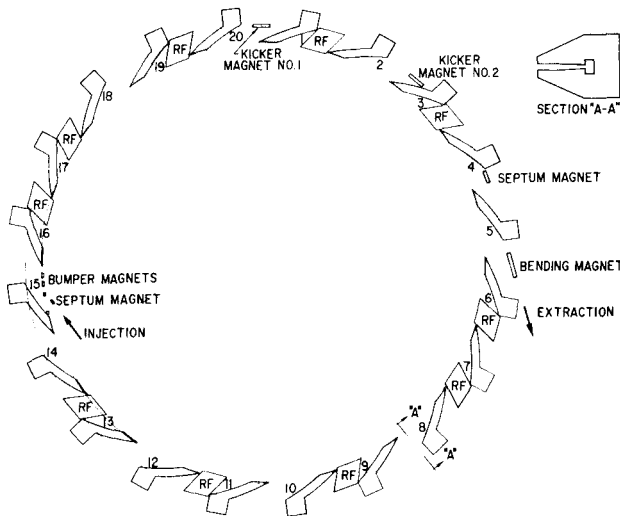 20
RF
RF
19
KICKER
MAGNET NO.1
2
KICKER
MAGNET NO.2
3
RF
SECTION "A-A"
18
RF
17
4
SEPTUM MAGNET
RF
16
5
BENDING MAGNET
15
BUMPER MAGNETS
SEPTUM MAGNET
INJECTION
6
RF
EXTRACTION
14
7
RF
RF
13
"A"
8
"A"
12
RF
11
10
RF
9